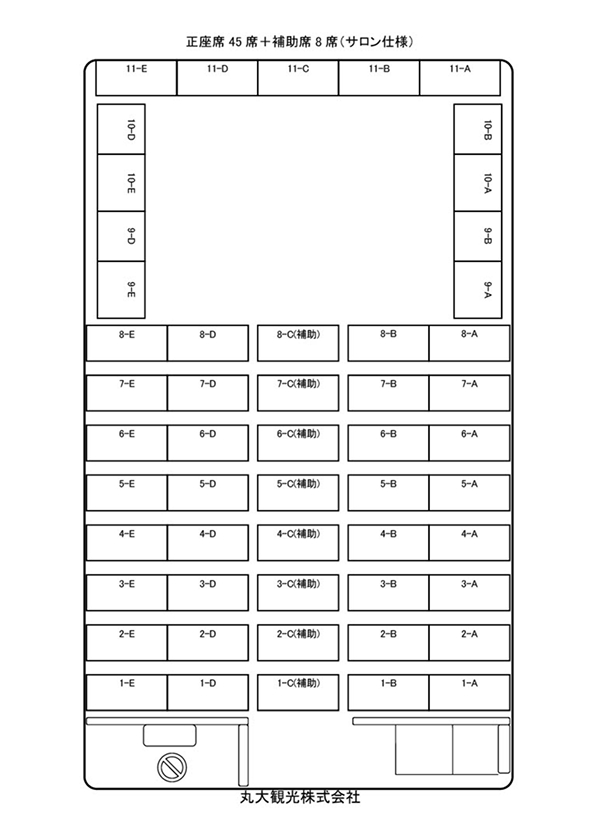 正座席 45 席＋補助席 8 席（サロン仕様）
11-E 11-D 11-C 11-B 11-A
10-D 10-B
10-E 10-A
9-D 9-B
9-E 9-A
8-E 8-D 8-C(補助) 8-B 8-A
7-E 7-D 7-C(補助) 7-B 7-A
6-E 6-D 6-C(補助) 6-B 6-A
5-E 5-D 5-C(補助) 5-B 5-A
4-E 4-D 4-C(補助) 4-B 4-A
3-E 3-D 3-C(補助) 3-B 3-A
2-E 2-D 2-C(補助) 2-B 2-A
1-E 1-D 1-C(補助) 1-B 1-A
丸大観光株式会社